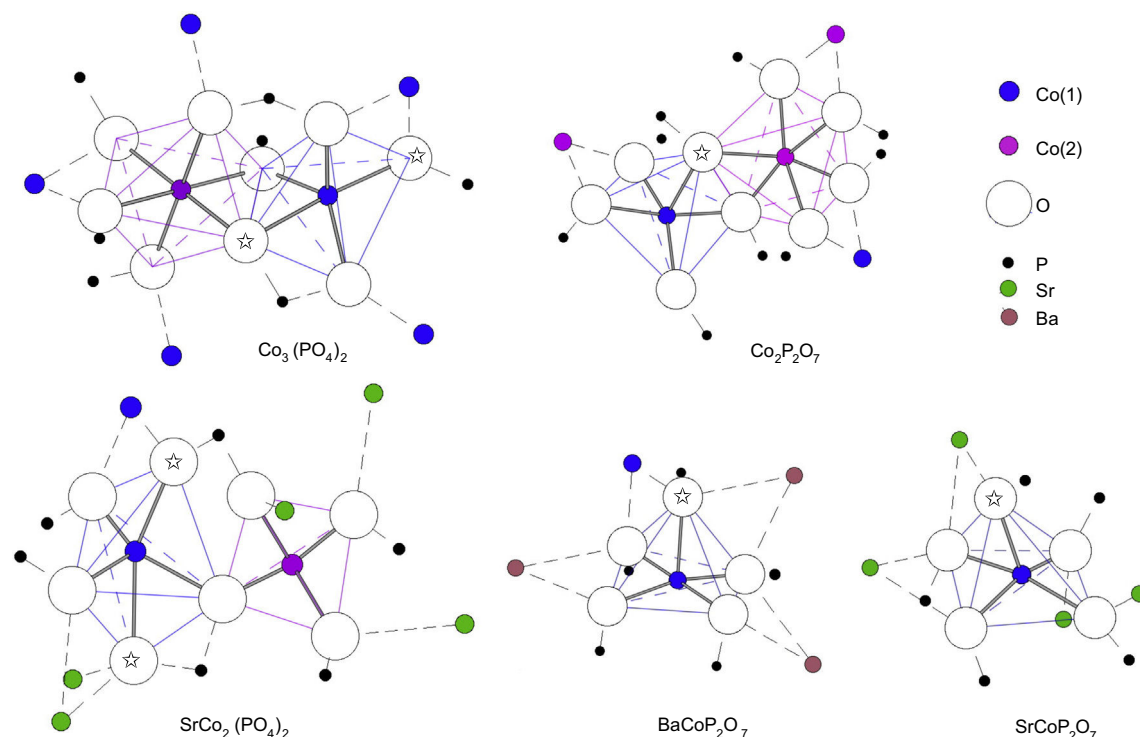 Co(1)
Co(2)
O
P
Sr
Ba
Co₃ (PO₄)₂
Co₂P₂O₇
SrCo₂ (PO₄)₂
BaCoP₂O₇
SrCoP₂O₇